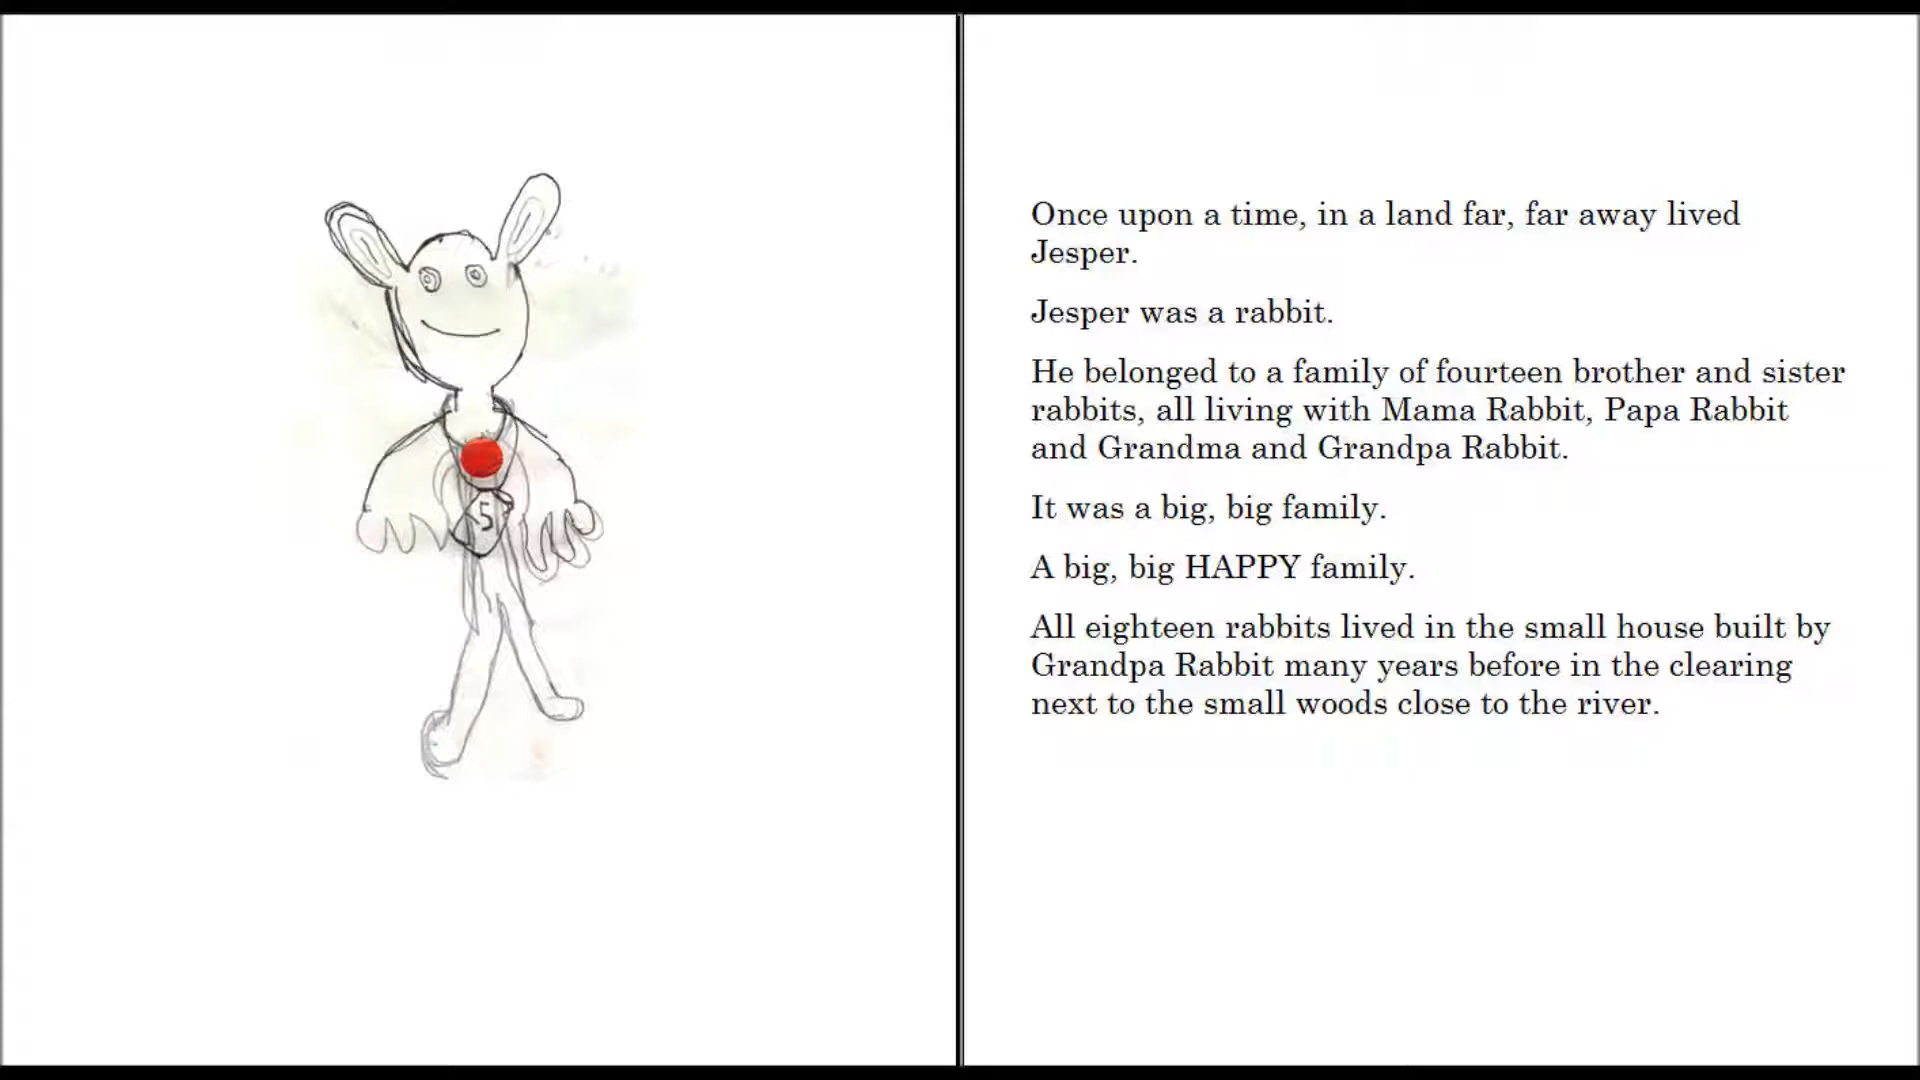 5
Once upon a time, in a land far, far away lived
Jesper.
Jesper was a rabbit.
He belonged to a family of fourteen brother and sister
rabbits, all living with Mama Rabbit, Papa Rabbit
and Grandma and Grandpa Rabbit.
It was a big, big family.
A big, big HAPPY family.
All eighteen rabbits lived in the small house built by
Grandpa Rabbit many years before in the clearing
next to the small woods close to the river.